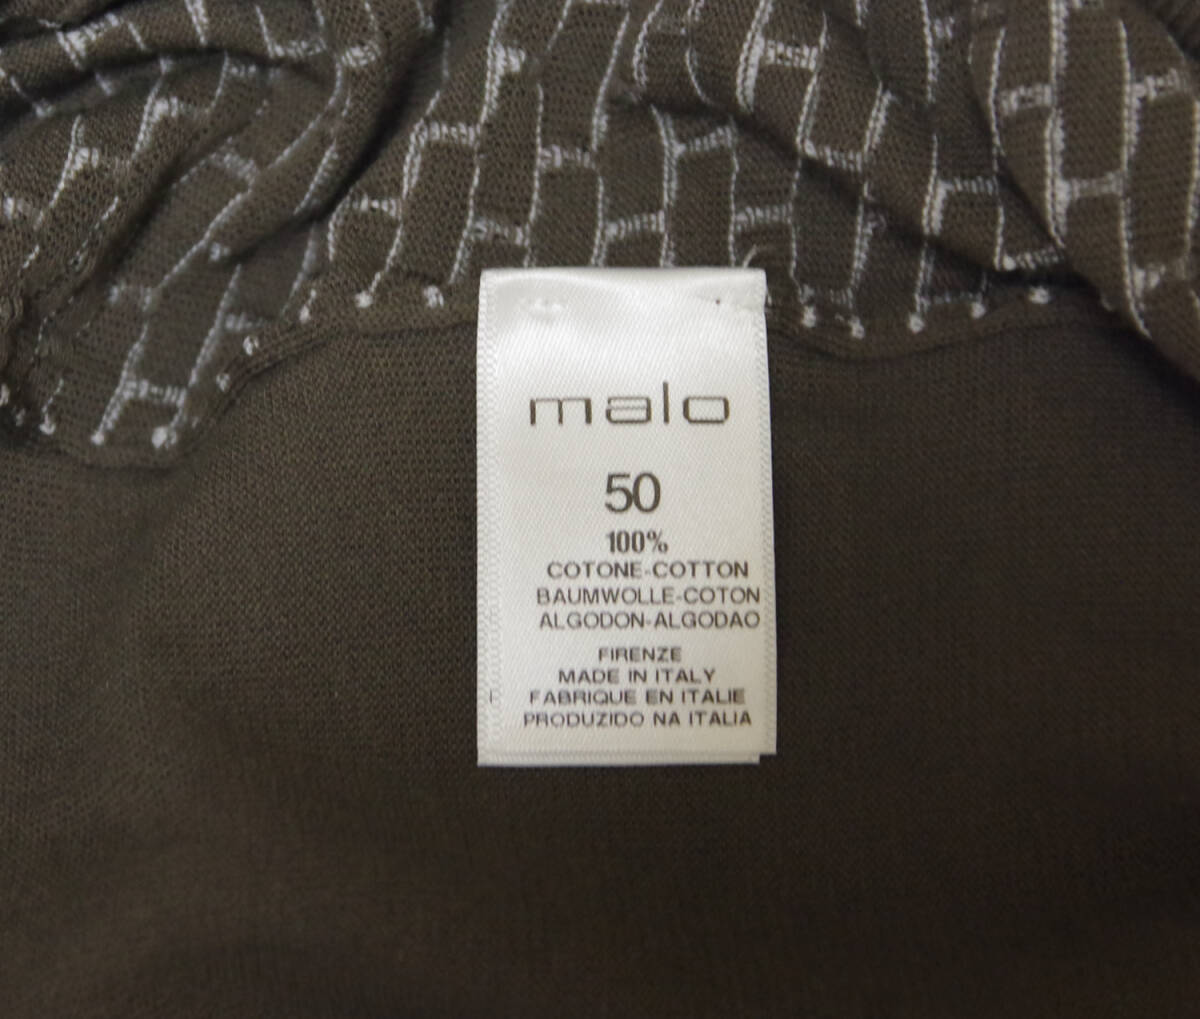 malo
50
100%
COTONE-COTTON
BAUMWOLLE-COTON
ALGODON-ALGODAO
FIRENZE
MADE IN ITALY
FABRIQUE EN ITALIE
PRODUZIDO NA ITALIA